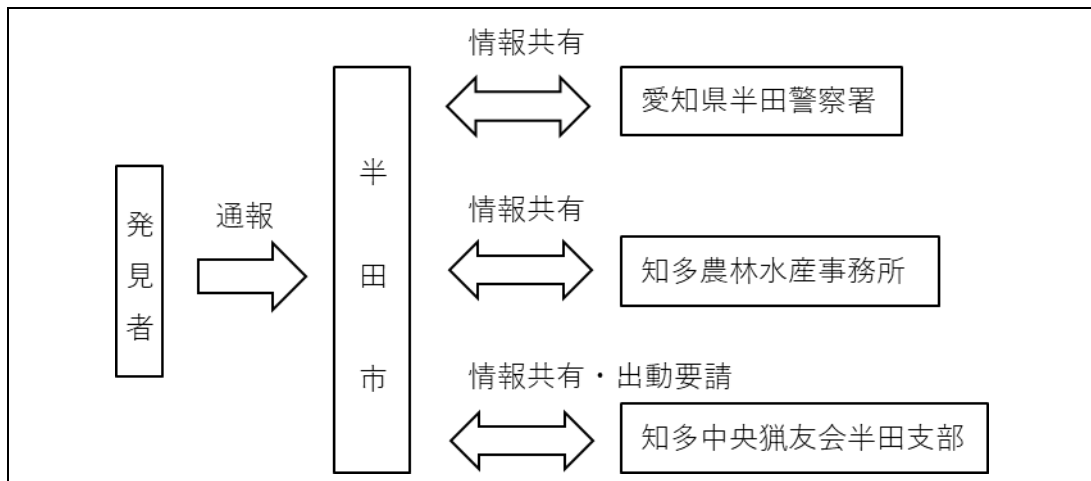 発見者
通報
半田市
情報共有
愛知県半田警察署
情報共有
知多農林水産事務所
情報共有・出動要請
知多中央猟友会半田支部